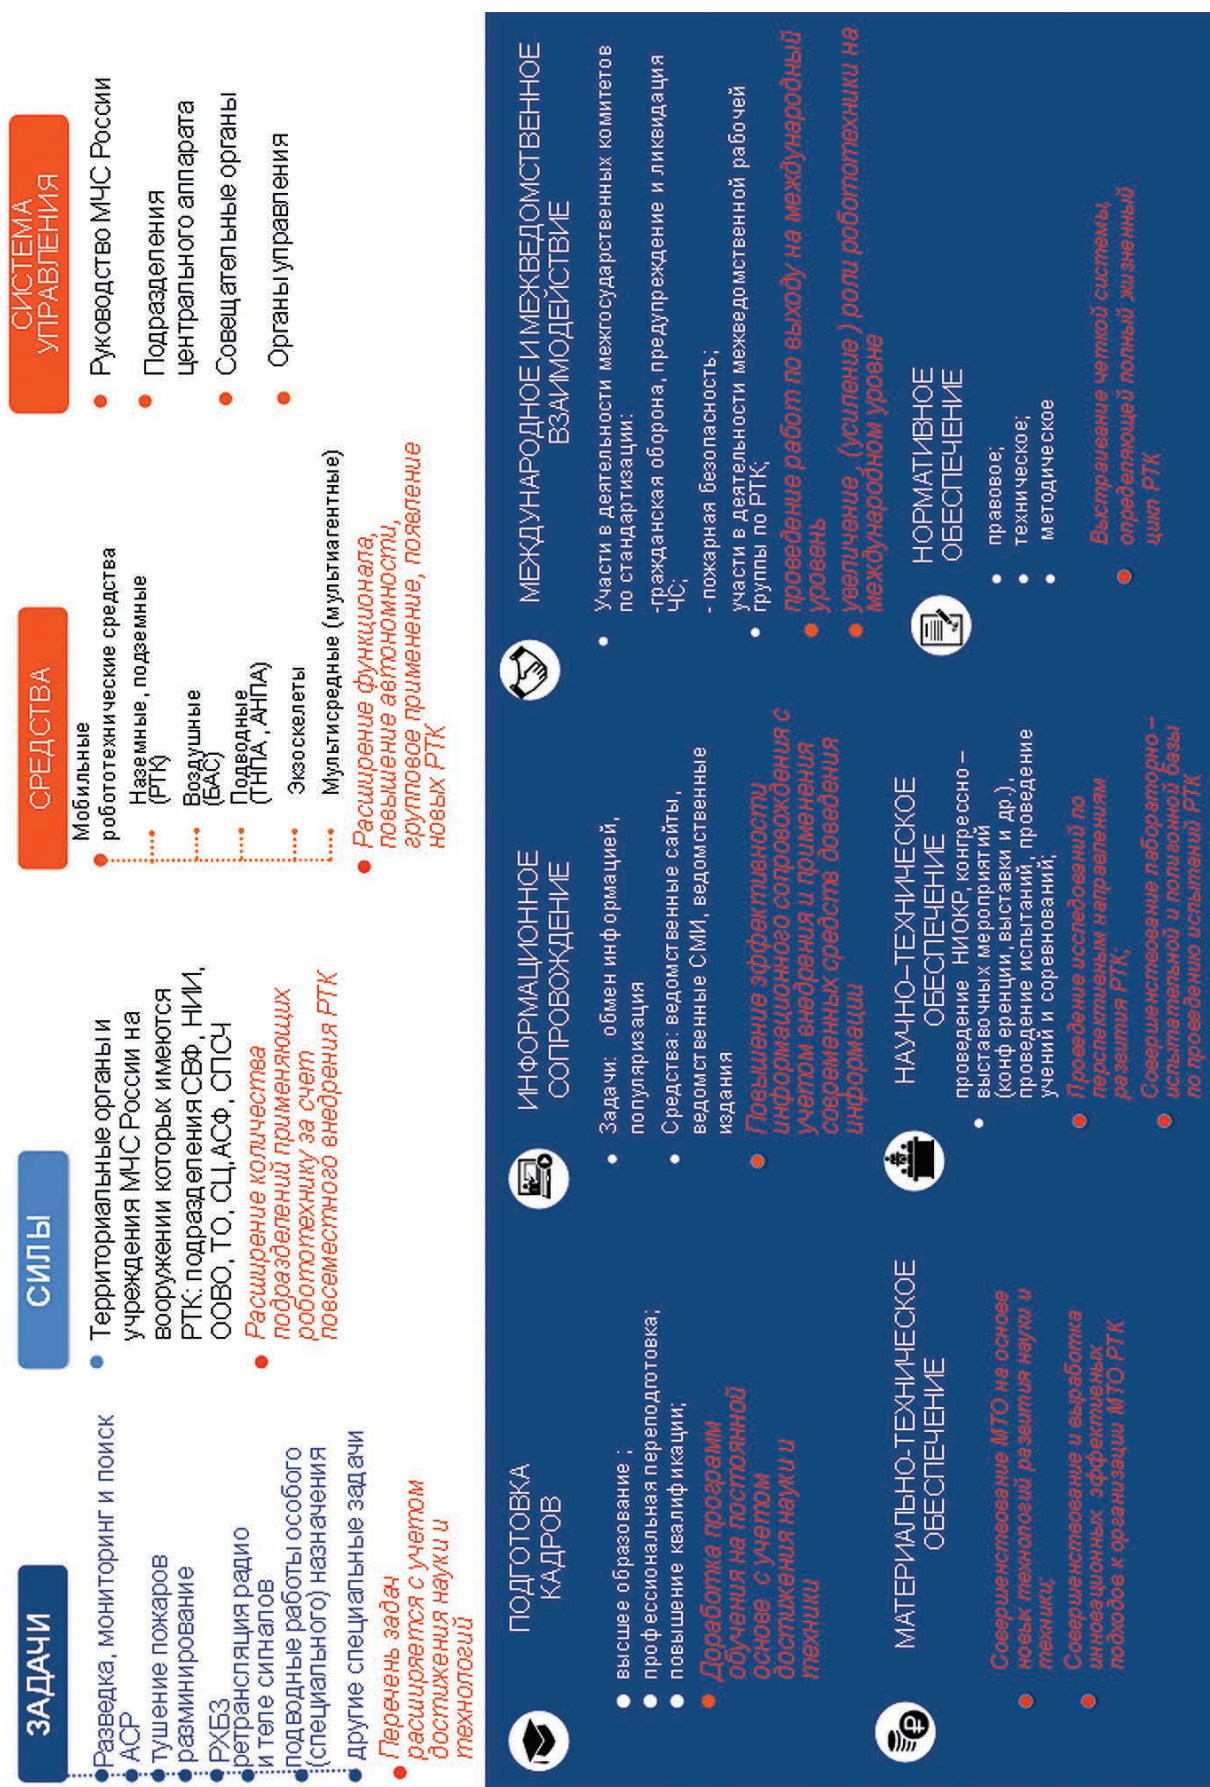 ЗАДАЧИ
Разведка, мониторинг и поиск
АСР
тушение пожаров
разминирование
РХБЗ
ретрансляция радио
и теле сигналов
подводные работы особого
(специального) назначения
другие специальные задачи
Перечень задач
расширяется с учетом
достижения науки и
технологий
СИЛЫ
Территориальные органы и
учреждения МЧС России на
вооружении которых имеются
РТК: подразделения СВФ, НИИ,
ООВО, ТО, СЦ, АСФ, ОПСЧ
Расширение количества
подразделений применяющих
робототехнику за счет
повсеместного внедрения РТК
СРЕДСТВА
Мобильные
робототехнические средства
Наземные, подземные
(РТК)
Воздушные
(БАС)
Подводные
(ТНПА, АНПА)
Экзоскелеты
Мультисредные (мультиагентные)
Расширение функционала,
повышение автономности,
групповое применение, появление
новых РТК
СИСТЕМА
УПРАВЛЕНИЯ
Руководство МЧС России
Подразделения
центрального аппарата
Совещательные органы
Органы управления
ПОДГОТОВКА
КАДРОВ
высшее образование ;
профессиональная переподготовка;
повышение квалификации;
Доработка программ
обучения на постоянной
основе с учетом
достижения науки и
техники
ИНФОРМАЦИОННОЕ
СОПРОВОЖДЕНИЕ
Задачи: обмен информацией,
популяризация
Средства: ведомственные сайты,
ведомственные СМИ, ведомственные
издания
Повышение эффективности
информационного сопровождения с
учетом внедрения и применения
современных средств доведения
информации
МЕЖДУНАРОДНОЕ И МЕЖВЕДОМСТВЕННОЕ
ВЗАИМОДЕЙСТВИЕ
Участи в деятельности межгосударственных комитетов
по стандартизации:
-гражданская оборона, предупреждение и ликвидация
ЧС;
- пожарная безопасность;
участи в деятельности межведомственной рабочей
группы по РТК;
проведение работ по выходу на международный
уровень
увеличение, (усиление ) роли робототехники на
международном уровне
МАТЕРИАЛЬНО-ТЕХНИЧЕСКОЕ
ОБЕСПЕЧЕНИЕ
Совершенствование МТО на основе
новых технологий развития науки и
техники;
Совершенствование и выработка
инновационных эффективных
подходов к организации МТО РТК
НАУЧНО–ТЕХНИЧЕСКОЕ
ОБЕСПЕЧЕНИЕ
проведение НИОКР, конгрессно –
выставочных мероприятий
(конференции, выставки и др.),
проведение испытаний, проведение
учений и соревнований;
Проведение исследований по
перспективным направлениям
развития РТК;
Совершенствование лабораторно –
испытательной и полигонной базы
по проведению испытаний РТК
НОРМАТИВНОЕ
ОБЕСПЕЧЕНИЕ
правовое;
техническое;
методическое
Выстраивание четкой системы,
определяющей полный жизненный
цикл РТК